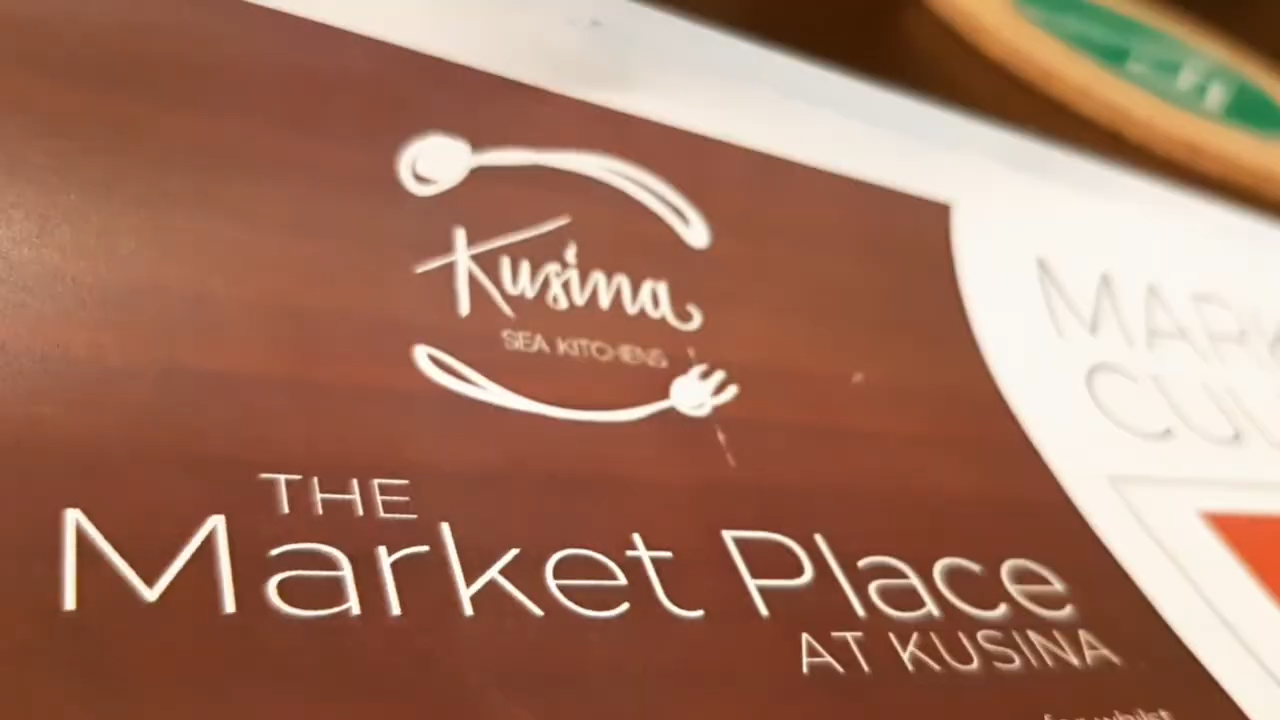 Kusina
SEA KITCHENS
THE
Market Place
AT KUSINA